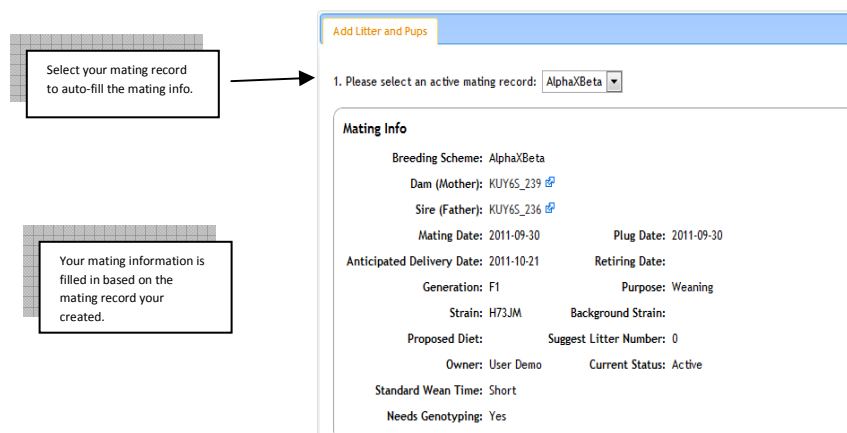 Add Litter and Pups
Select your mating record
to auto-fill the mating info.
1. Please select an active mating record: AlphaXBeta
Mating Info
Breeding Scheme: AlphaXBeta
Dam (Mother): KUY6S_239
Sire (Father): KUY6S_236
Mating Date: 2011-09-30 Plug Date: 2011-09-30
Anticipated Delivery Date: 2011-10-21 Retiring Date:
Generation: F1 Purpose: Weaning
Strain: H73JM Background Strain:
Proposed Diet: Suggest Litter Number: 0
Owner: User Demo Current Status: Active
Standard Wean Time: Short
Needs Genotyping: Yes
Your mating information is
filled in based on the
mating record your
created.